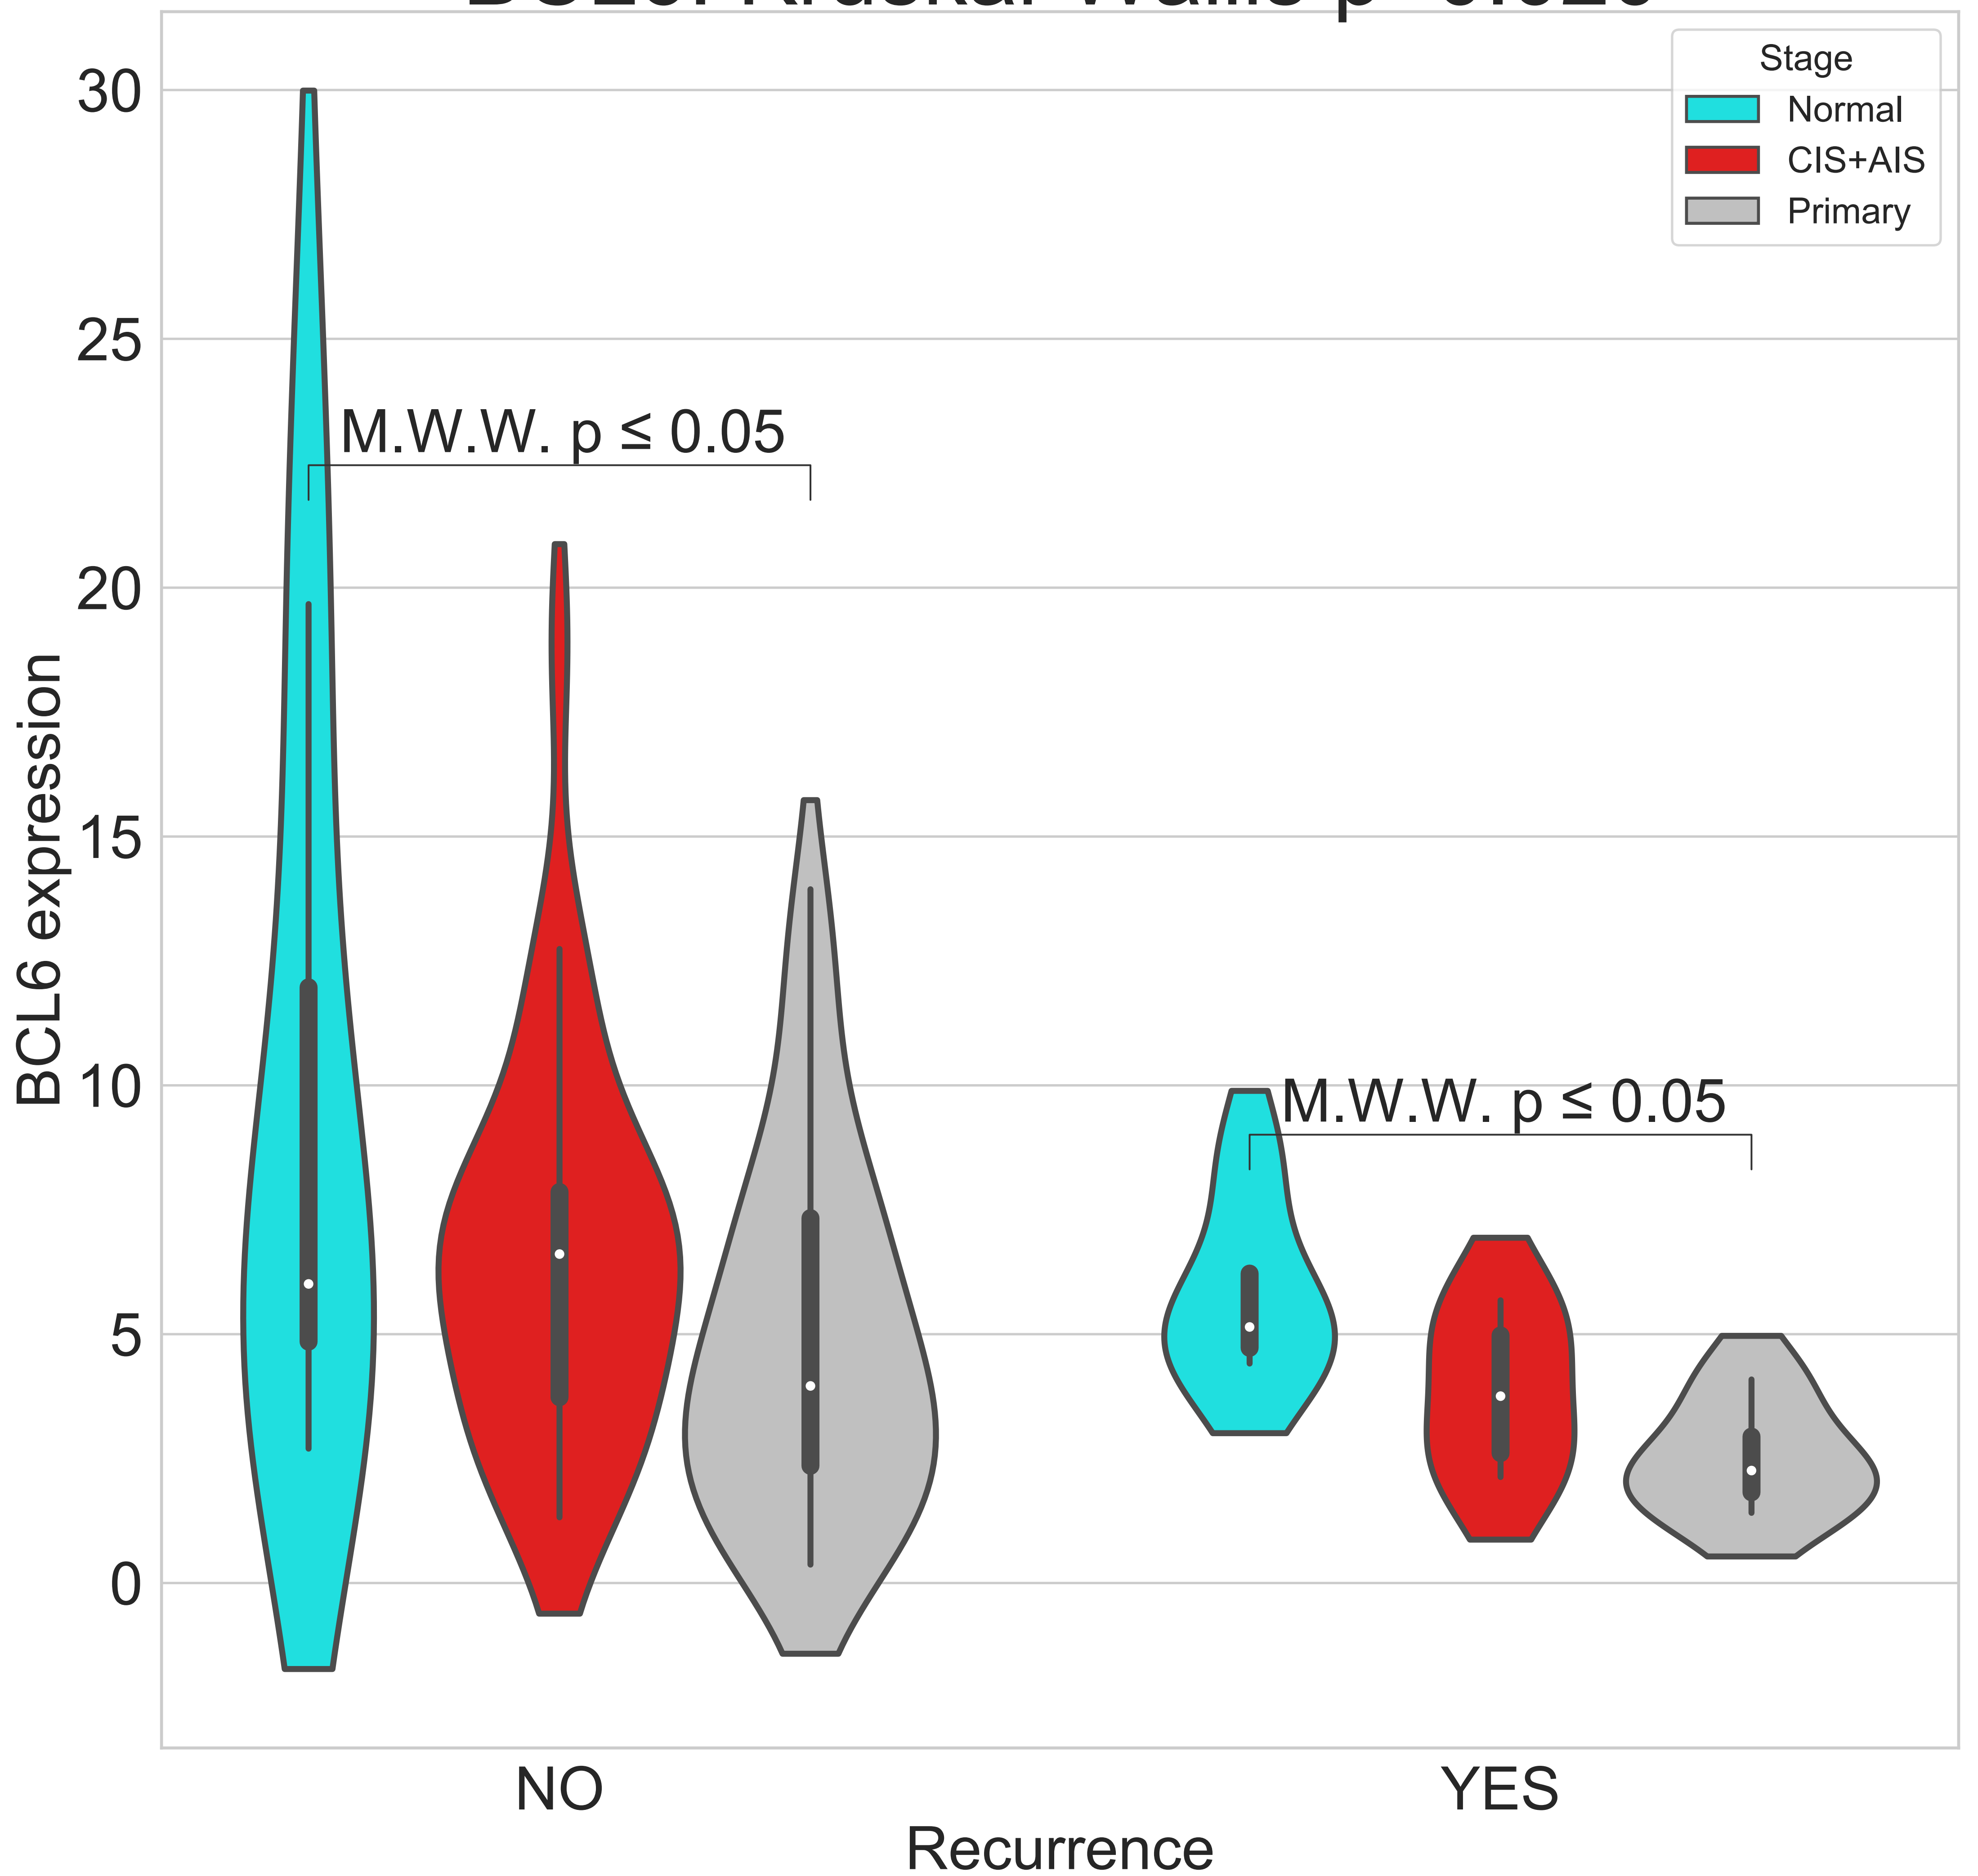 Stage
Normal
CIS+AIS
Primary
30
25
20
15
10
5
0
BCL6 expression
M.W.W. p ≤ 0.05
M.W.W. p ≤ 0.05
NO
YES
Recurrence